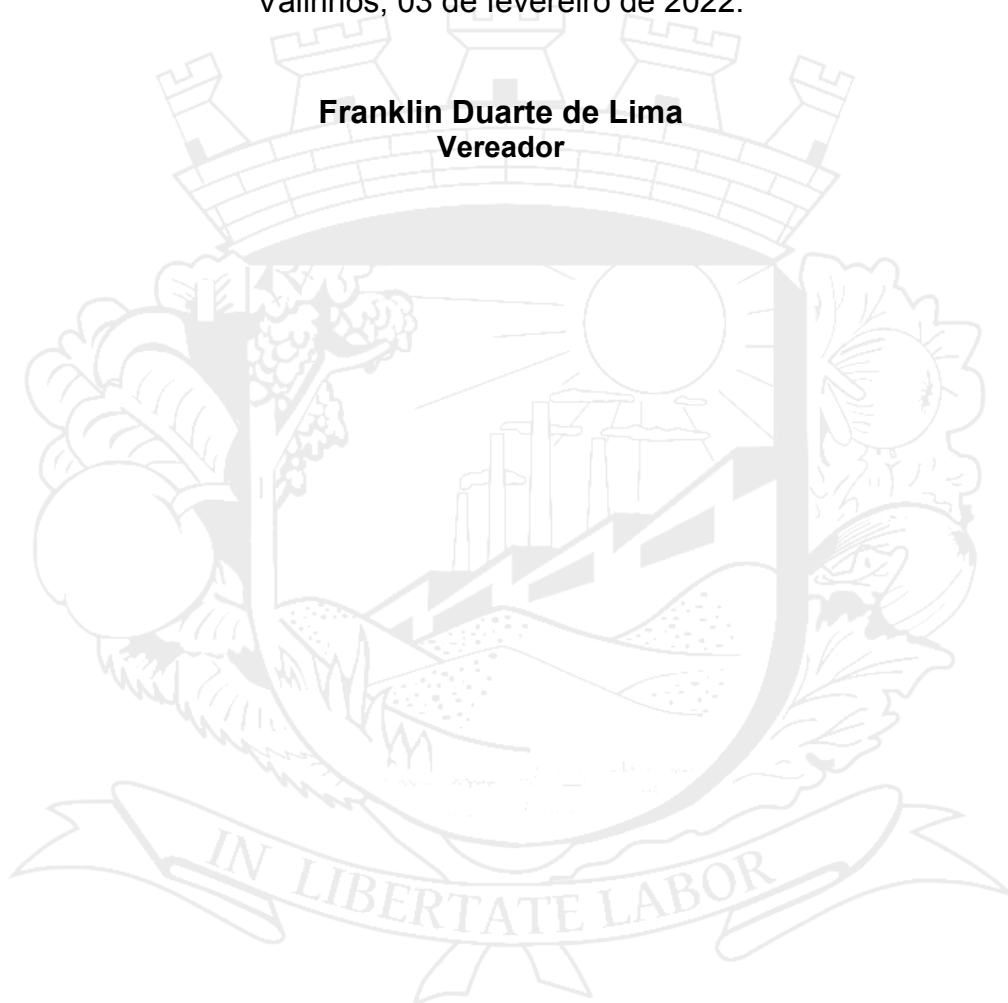 Valinhos, 03 de fevereiro de 2022.
Franklin Duarte de Lima
Vereador
IN LIBERTATE LABOR